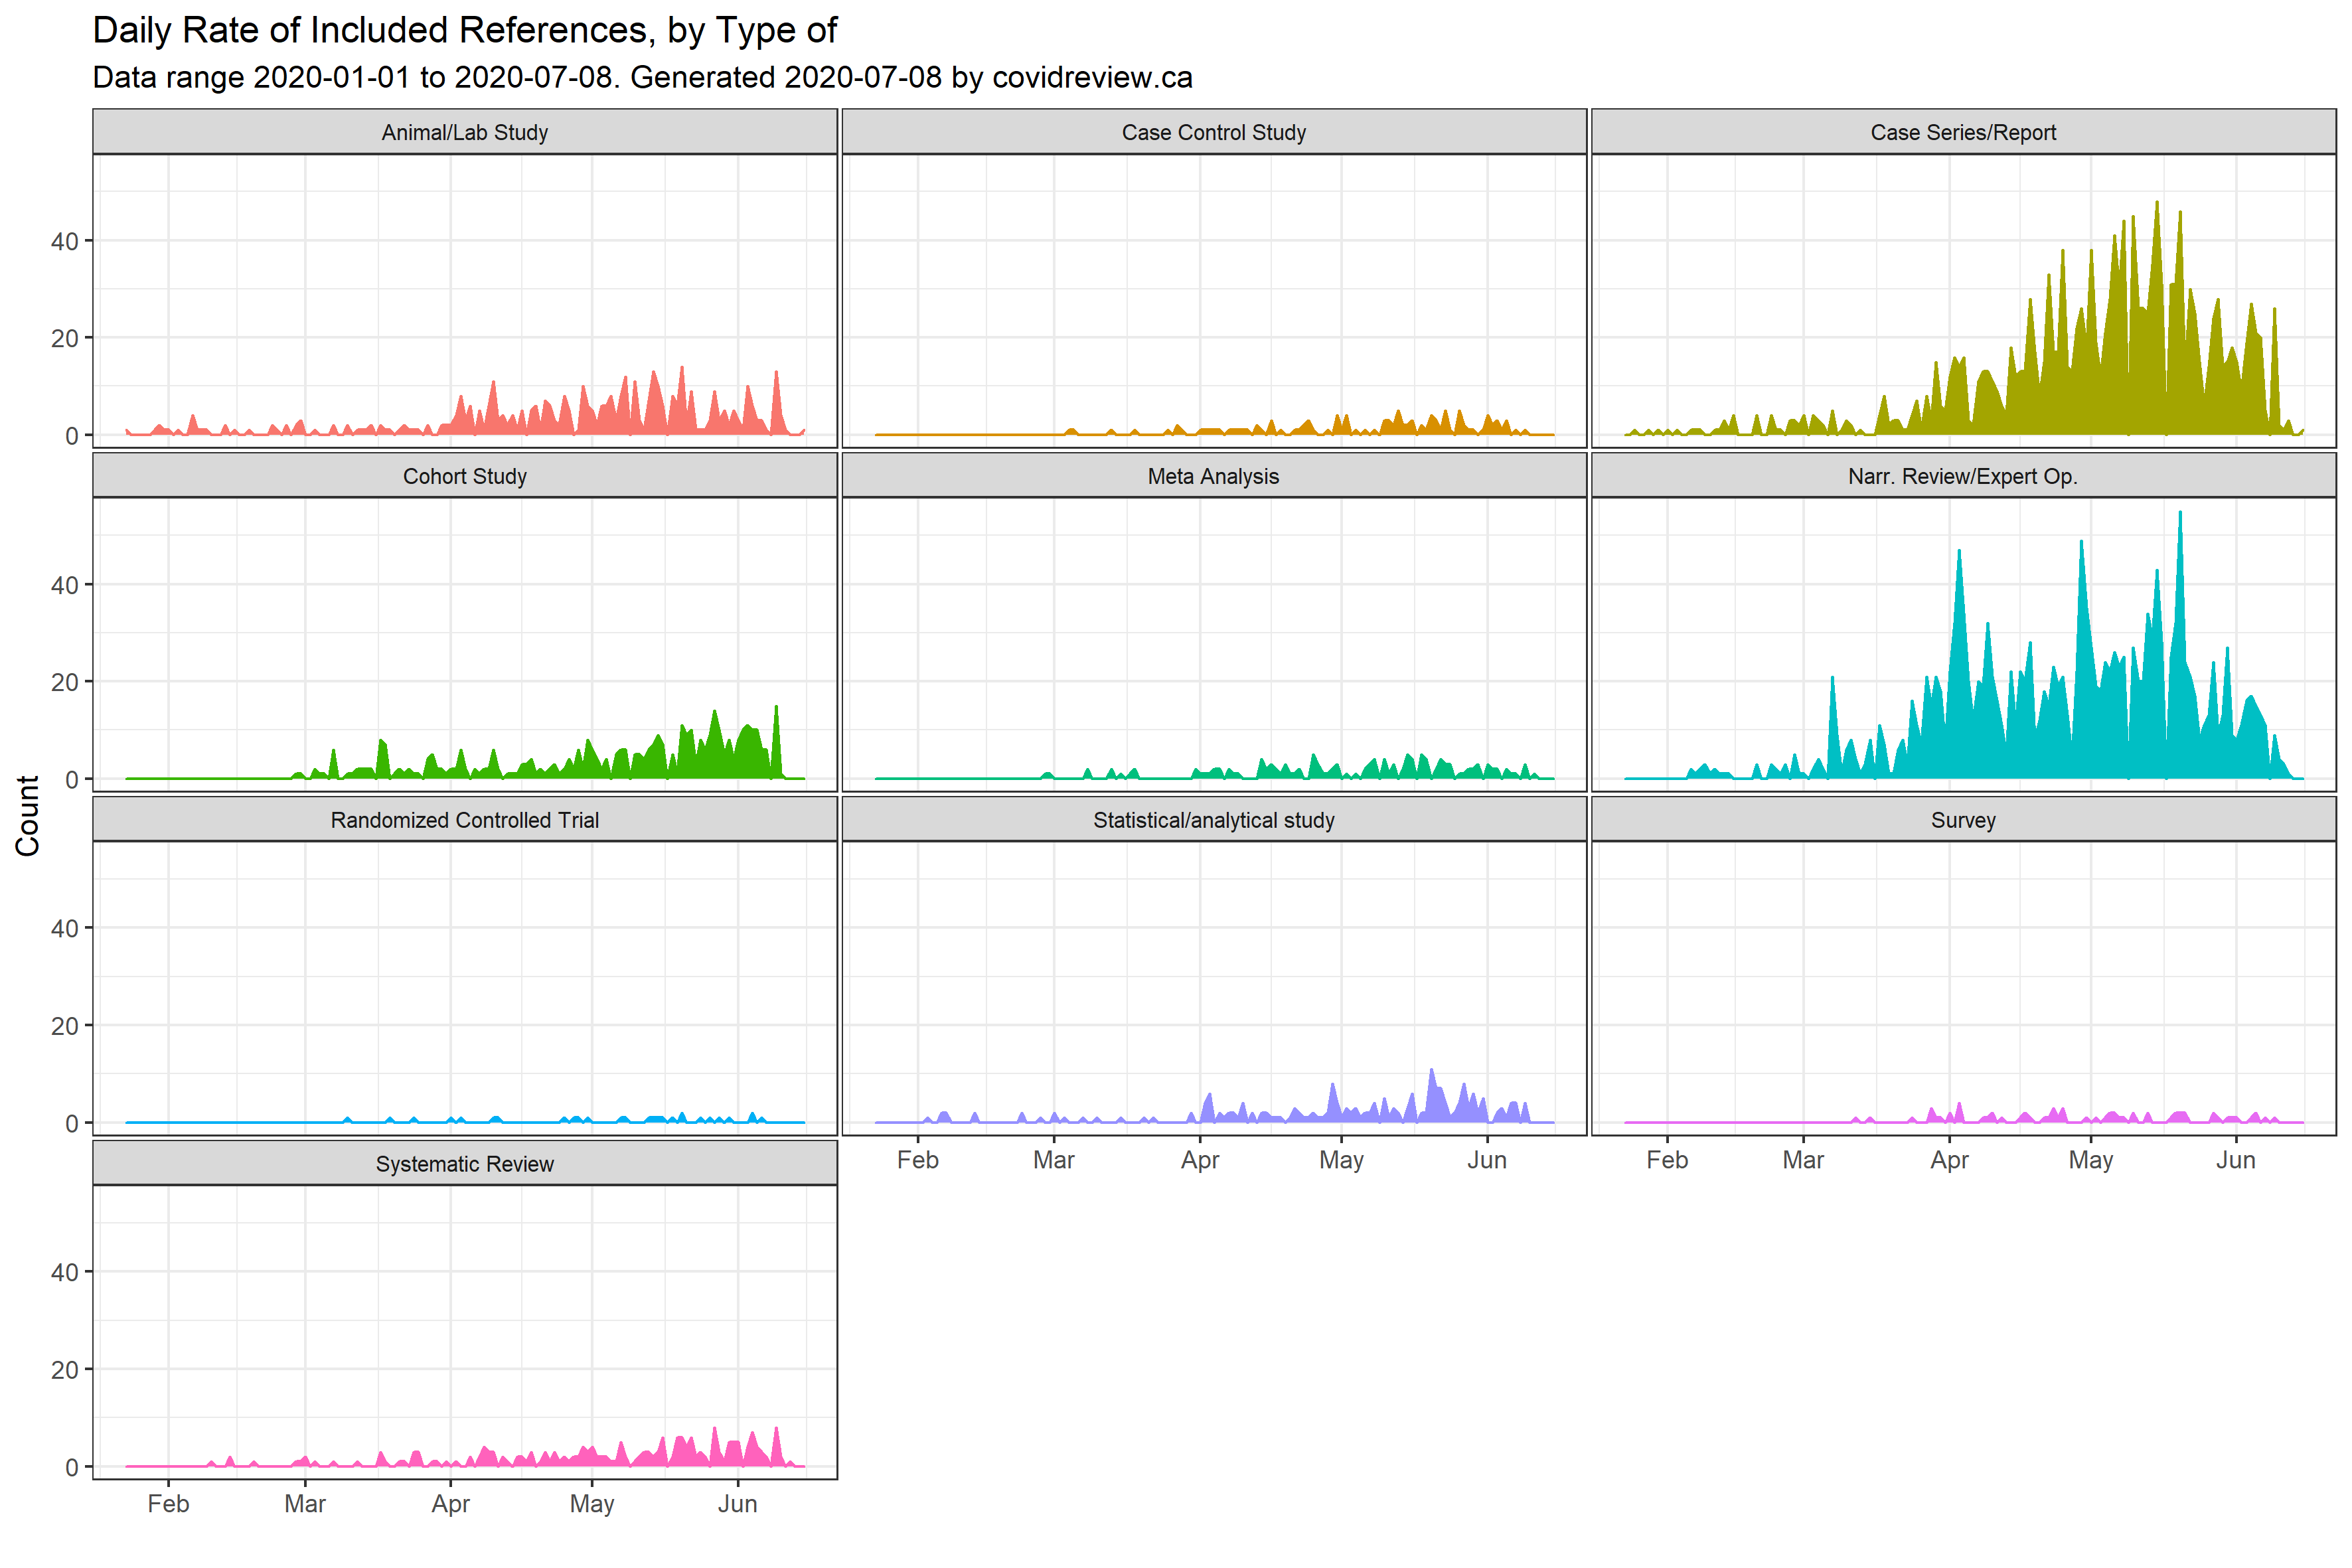 Daily Rate of Included References, by Type of
Data range 2020-01-01 to 2020-07-08. Generated 2020-07-08 by covidreview.ca
Animal/Lab Study
Case Control Study
Case Series/Report
40
20
0
Cohort Study
Meta Analysis
Narr. Review/Expert Op.
40
20
0
Count
Randomized Controlled Trial
Statistical/analytical study
Survey
40
20
0
Feb Mar Apr May Jun
Feb Mar Apr May Jun
Systematic Review
40
20
0
Feb Mar Apr May Jun